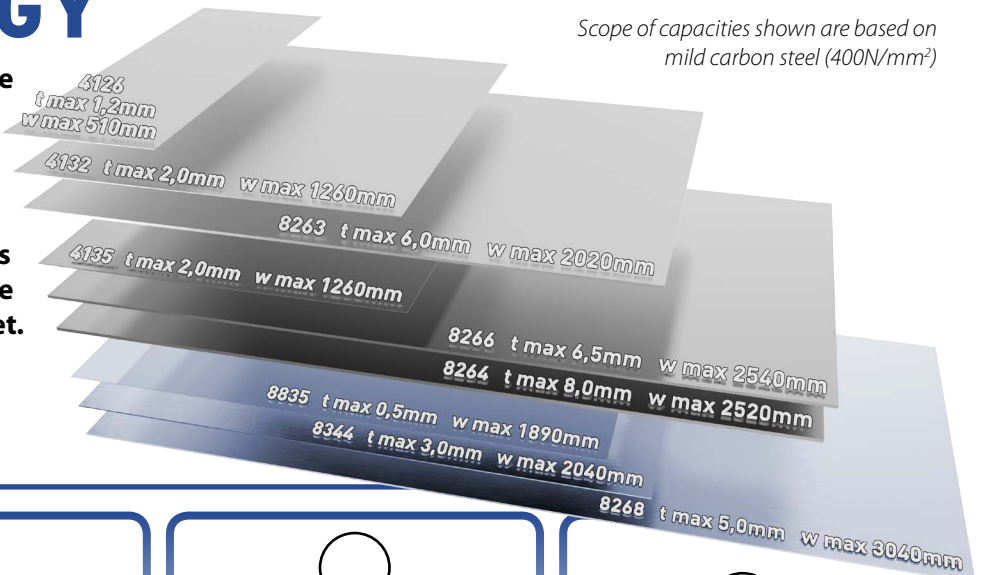 GY
Scope of capacities shown are based on
mild carbon steel (400N/mm²)
e
4126
t max 1,2mm
w max 510mm
4132 t max 2,0mm w max 1260mm
8263 t max 6,0mm w max 2020mm
s
4135 t max 2,0mm w max 1260mm
e
et.
8266 t max 6,5mm w max 2540mm
8264 t max 8,0mm w max 2520mm
8835 t max 0,5mm w max 1890mm
8344 t max 3,0mm w max 2040mm
8268 t max 5,0mm w max 3040mm